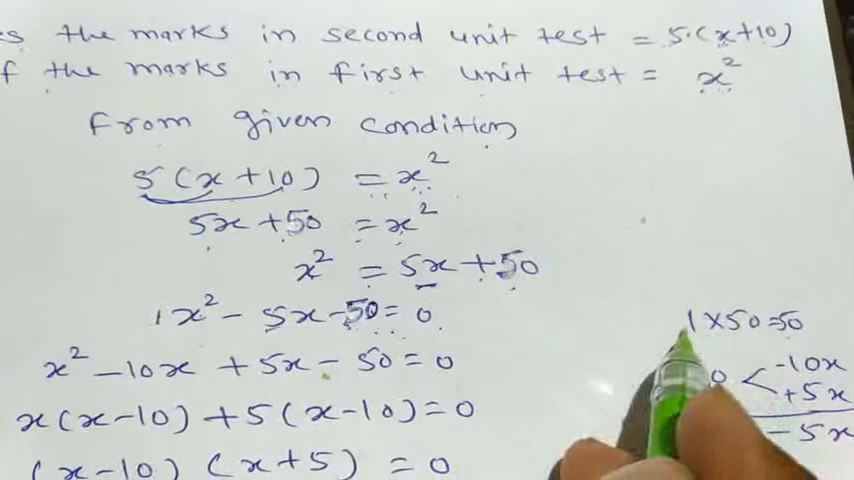 the marks in second unit test = 5.(x+10)
the marks in first unit test = x²
From given condition
5(x+10) = x²
5x+50 = x²
x² = 5x+50
1x² - 5x-50=0
x² -10x + 5x - 50=0
x(x-10)+5(x-10)=0
(x-10) (x+5) =0
1×50=50
0 < -10x
+5x
-5x